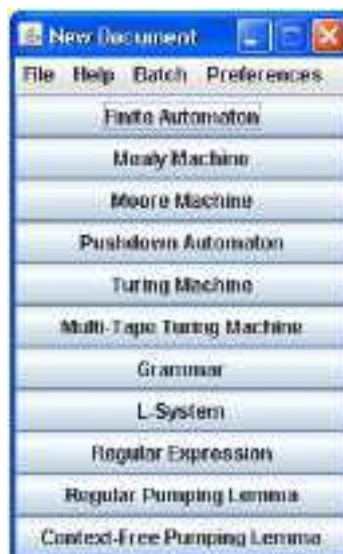 New Document
File Help Batch Preferences
Finite Automaton
Mealy Machine
Moore Machine
Pushdown Automaton
Turing Machine
Multi-Tape Turing Machine
Grammar
L-System
Regular Expression
Regular Pumping Lemma
Context-Free Pumping Lemma